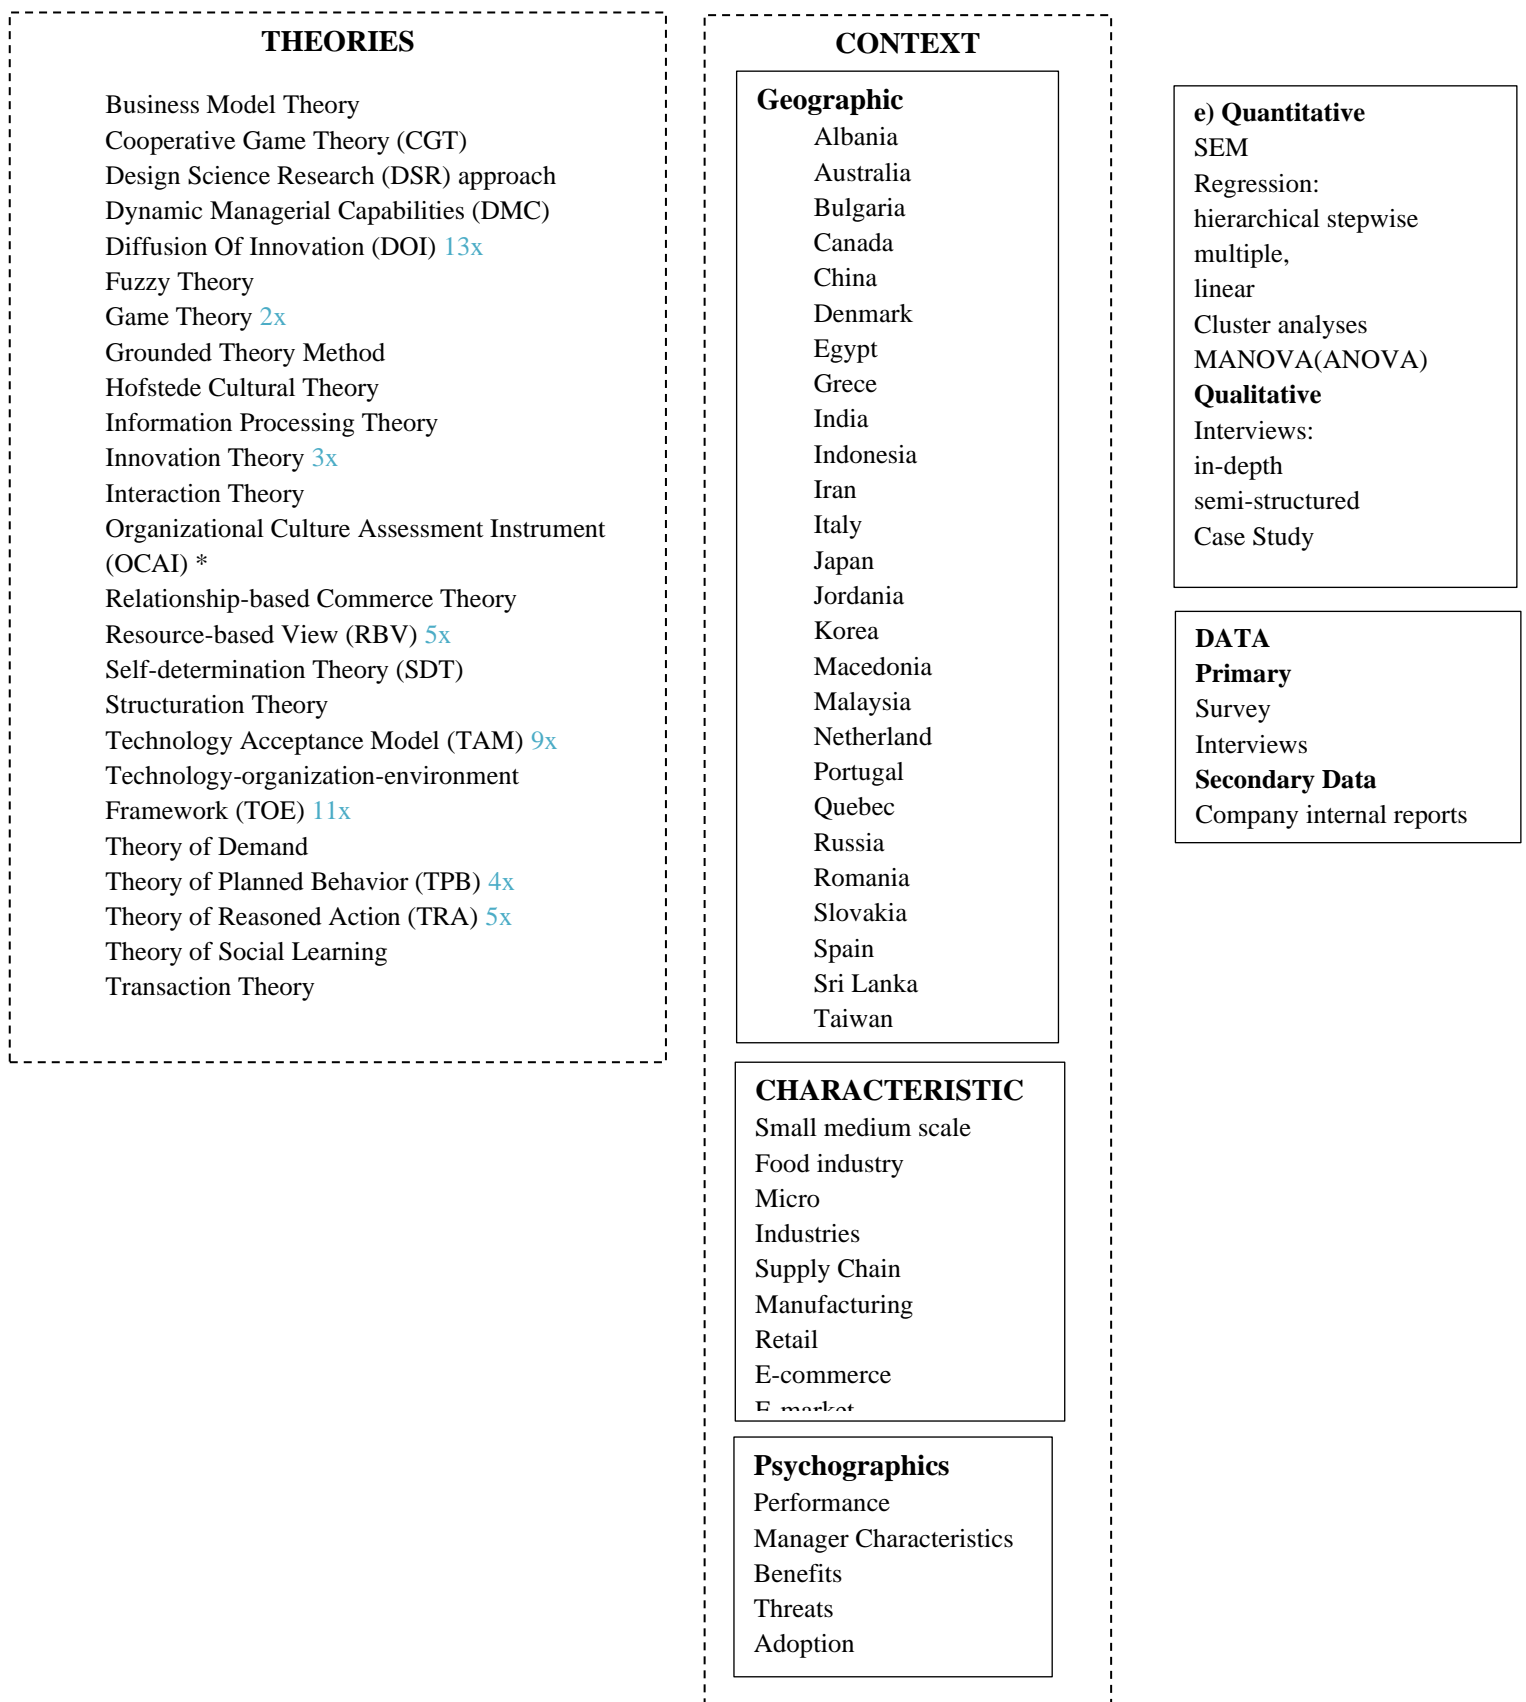 THEORIES
Business Model Theory
Cooperative Game Theory (CGT)
Design Science Research (DSR) approach
Dynamic Managerial Capabilities (DMC)
Diffusion Of Innovation (DOI) 13x
Fuzzy Theory
Game Theory 2x
Grounded Theory Method
Hofstede Cultural Theory
Information Processing Theory
Innovation Theory 3x
Interaction Theory
Organizational Culture Assessment Instrument
(OCAI) *
Relationship-based Commerce Theory
Resource-based View (RBV) 5x
Self-determination Theory (SDT)
Structuration Theory
Technology Acceptance Model (TAM) 9x
Technology-organization-environment
Framework (TOE) 11x
Theory of Demand
Theory of Planned Behavior (TPB) 4x
Theory of Reasoned Action (TRA) 5x
Theory of Social Learning
Transaction Theory
CONTEXT
Geographic
Albania
Australia
Bulgaria
Canada
China
Denmark
Egypt
Grece
India
Indonesia
Iran
Italy
Japan
Jordania
Korea
Macedonia
Malaysia
Netherland
Portugal
Quebec
Russia
Romania
Slovakia
Spain
Sri Lanka
Taiwan
CHARACTERISTIC
Small medium scale
Food industry
Micro
Industries
Supply Chain
Manufacturing
Retail
E-commerce
E-market
Psychographics
Performance
Manager Characteristics
Benefits
Threats
Adoption
e) Quantitative
SEM
Regression:
hierarchical stepwise
multiple,
linear
Cluster analyses
MANOVA(ANOVA)
Qualitative
Interviews:
in-depth
semi-structured
Case Study
DATA
Primary
Survey
Interviews
Secondary Data
Company internal reports